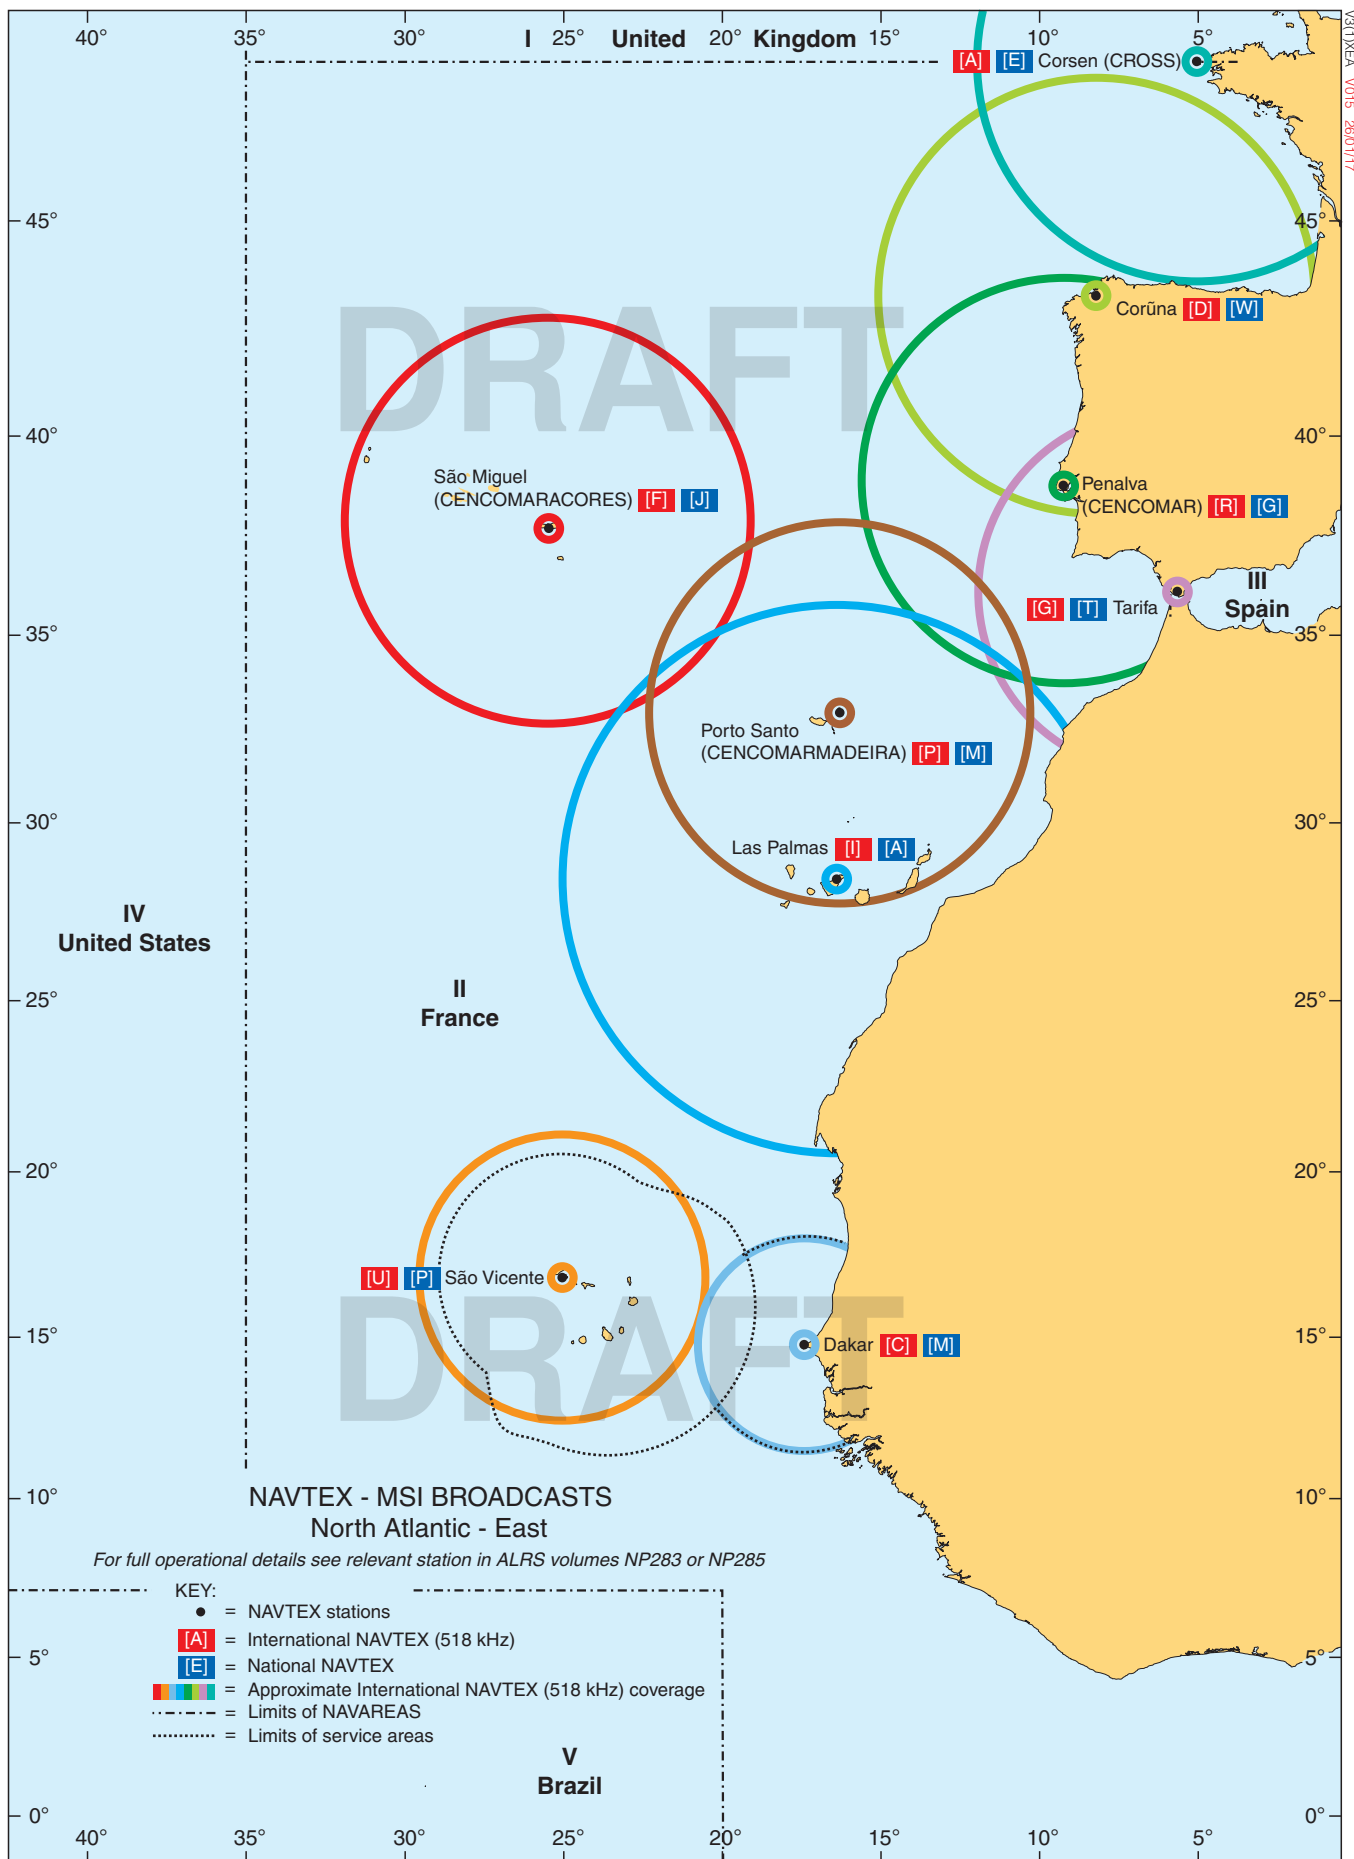 40° 35° 30° I 25° United 20° Kingdom 15° 10° 5°
V3(1)XEA V015 26/01/17
[A] [E] Corsen (CROSS)
45° 45°
DRAFT
Corũna [D] [W]
40° 40°
São Miguel
(CENCOMARACORES) [F] [J]
Penalva
(CENCOMAR) [R] [G]
III
Spain
[G] [T] Tarifa
35° 35°
Porto Santo
(CENCOMARMADEIRA) [P] [M]
30° 30°
Las Palmas [I] [A]
IV
United States
II
France
25° 25°
20° 20°
[U] [P] São Vicente
DRAFT
15° 15°
Dakar [C] [M]
10° 10°
NAVTEX - MSI BROADCASTS
North Atlantic - East
For full operational details see relevant station in ALRS volumes NP283 or NP285
KEY:
= NAVTEX stations
[A] = International NAVTEX (518 kHz)
[E] = National NAVTEX
5° 5°
= Approximate International NAVTEX (518 kHz) coverage
= Limits of NAVAREAS
= Limits of service areas
V
Brazil
0° 0°
40° 35° 30° 25° 20° 15° 10° 5°